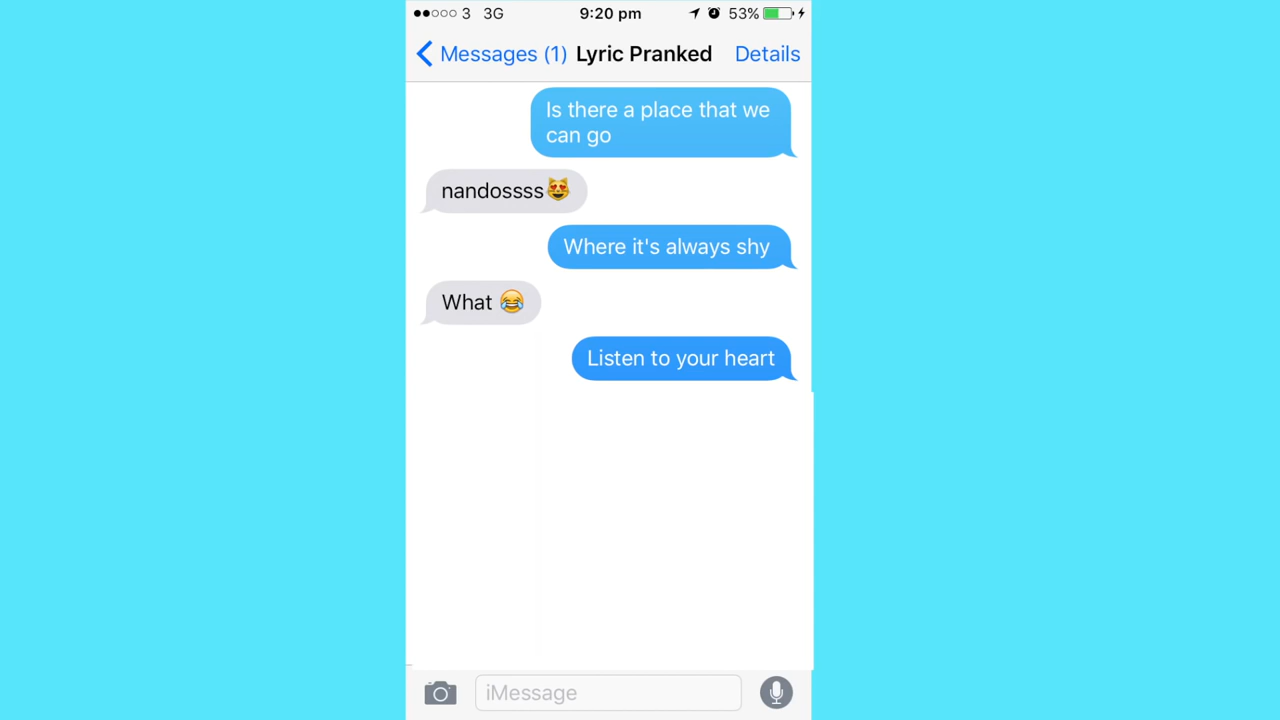 3 3G 9:20 pm 53%
Messages (1) Lyric Pranked Details
Is there a place that we
can go
nandossss😻
Where it's always shy
What 😂
Listen to your heart
iMessage